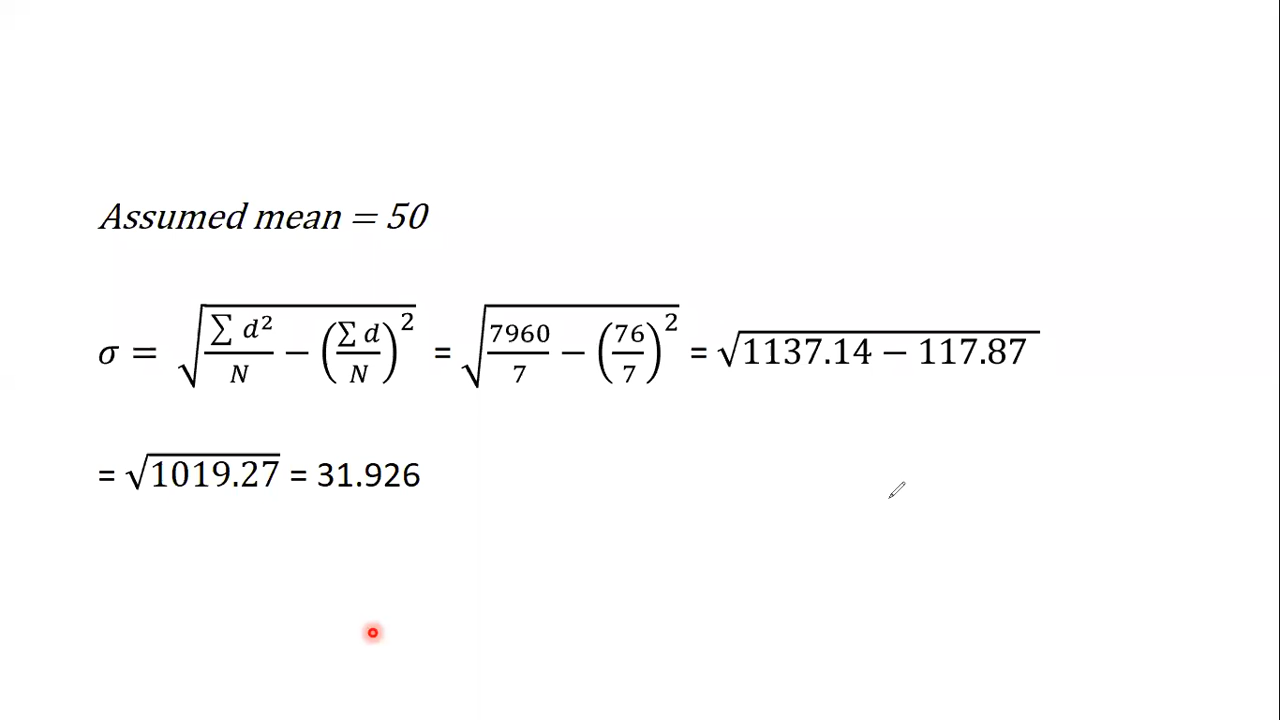 Assumed mean = 50
σ = √(∑ d²/N − (∑ d/N)²) = √(7960/7 − (76/7)²) = √(1137.14 − 117.87)
= √1019.27 = 31.926